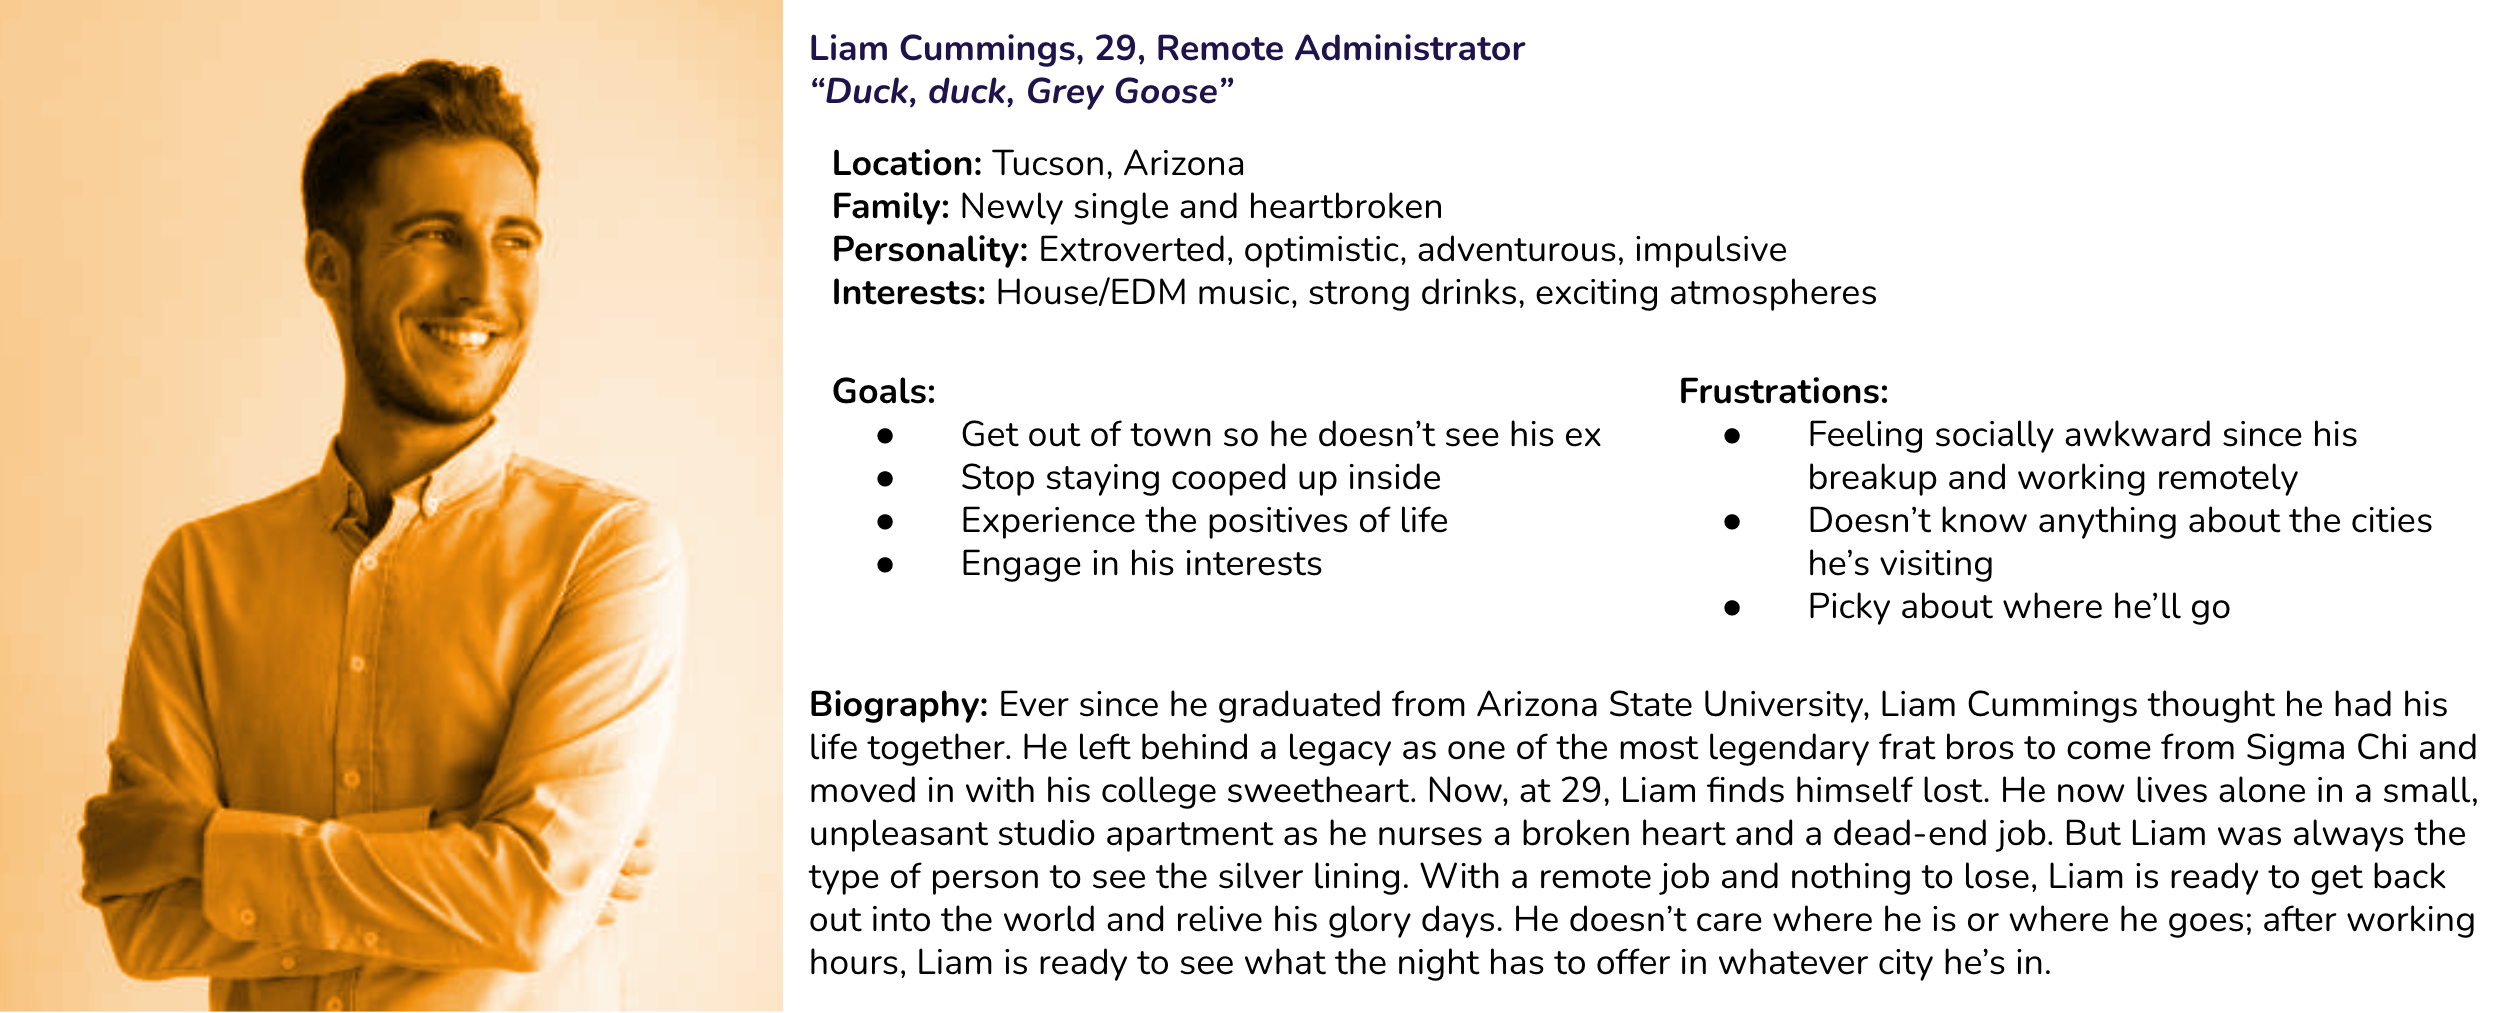 Liam Cummings, 29, Remote Administrator
“Duck, duck, Grey Goose”
Location: Tucson, Arizona
Family: Newly single and heartbroken
Personality: Extroverted, optimistic, adventurous, impulsive
Interests: House/EDM music, strong drinks, exciting atmospheres
Goals:
● Get out of town so he doesn’t see his ex
● Stop staying cooped up inside
● Experience the positives of life
● Engage in his interests
Frustrations:
● Feeling socially awkward since his
breakup and working remotely
● Doesn’t know anything about the cities
he’s visiting
● Picky about where he’ll go
Biography: Ever since he graduated from Arizona State University, Liam Cummings thought he had his
life together. He left behind a legacy as one of the most legendary frat bros to come from Sigma Chi and
moved in with his college sweetheart. Now, at 29, Liam finds himself lost. He now lives alone in a small,
unpleasant studio apartment as he nurses a broken heart and a dead-end job. But Liam was always the
type of person to see the silver lining. With a remote job and nothing to lose, Liam is ready to get back
out into the world and relive his glory days. He doesn’t care where he is or where he goes; after working
hours, Liam is ready to see what the night has to offer in whatever city he’s in.